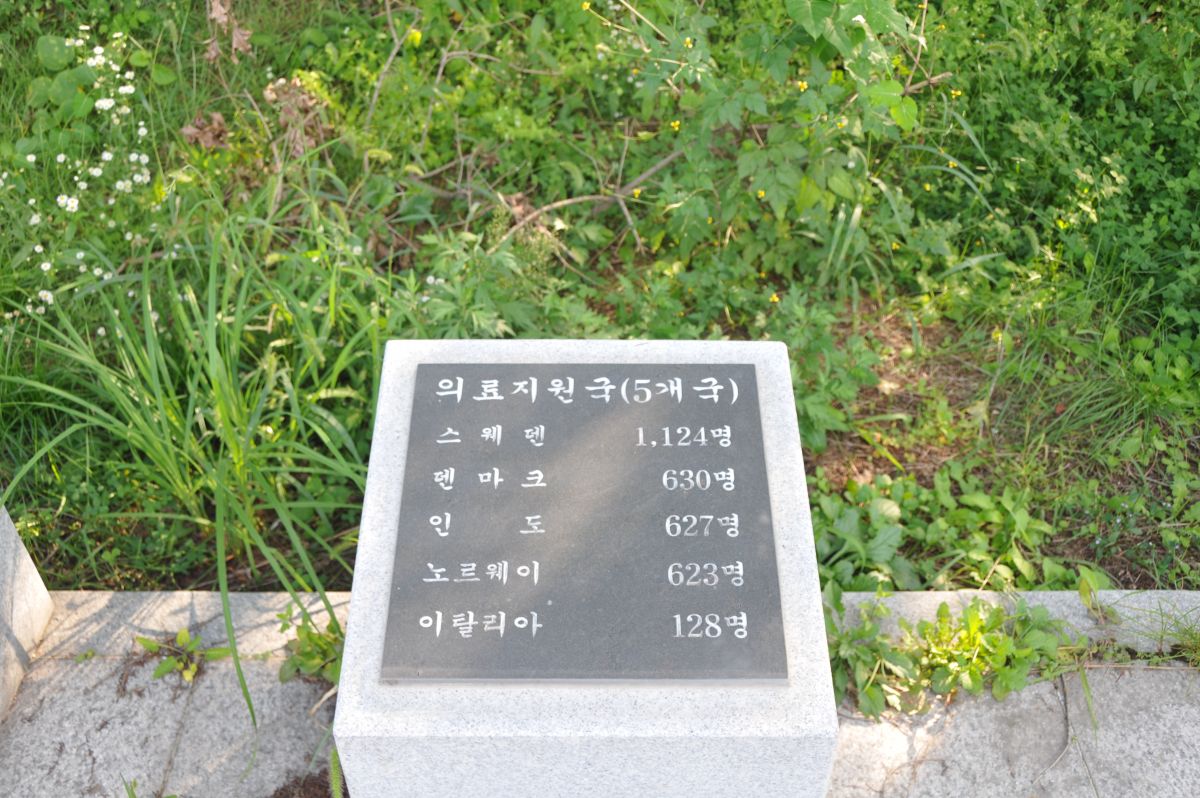 의료지원국(5개국)
스웨덴 1,124명
덴마크 630명
인도 627명
노르웨이 623명
이탈리아 128명